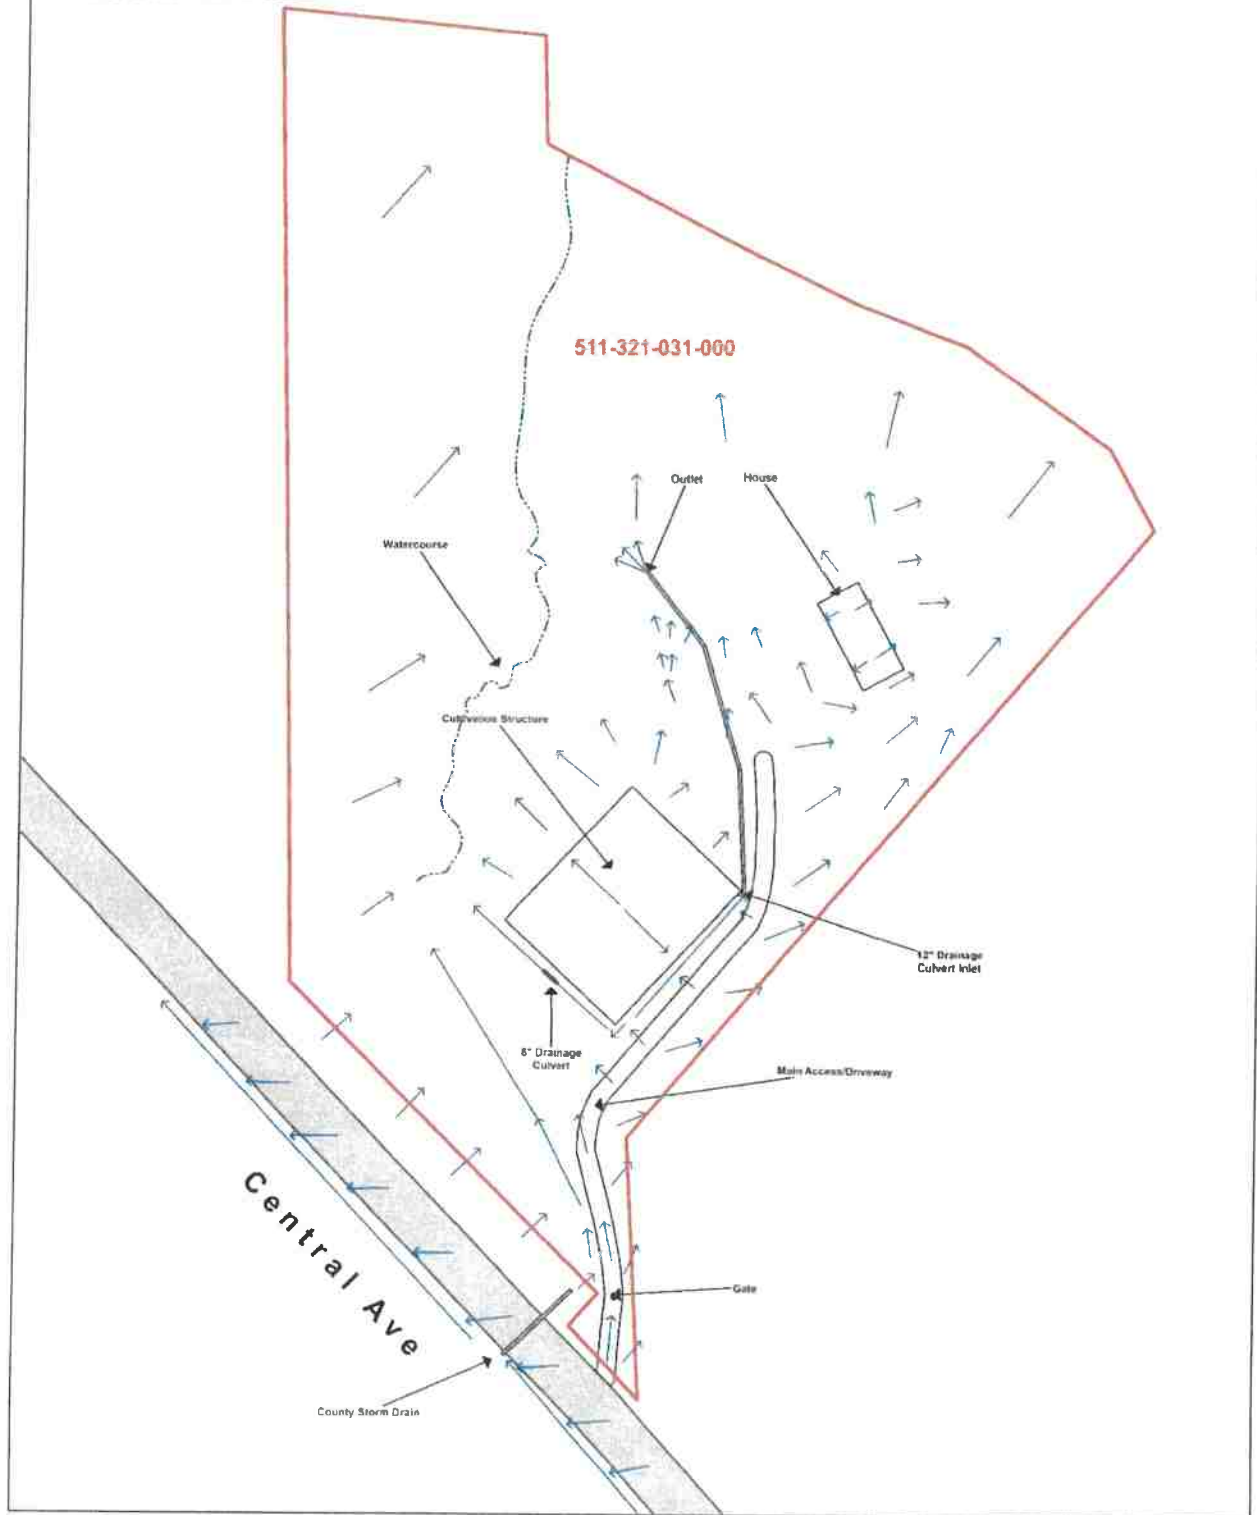 511-321-031-000
Outlet
House
Watercourse
Cultivation Structure
12" Drainage
Culvert Inlet
8" Drainage
Culvert
Main Access/Driveway
Central Ave
Gate
County Storm Drain